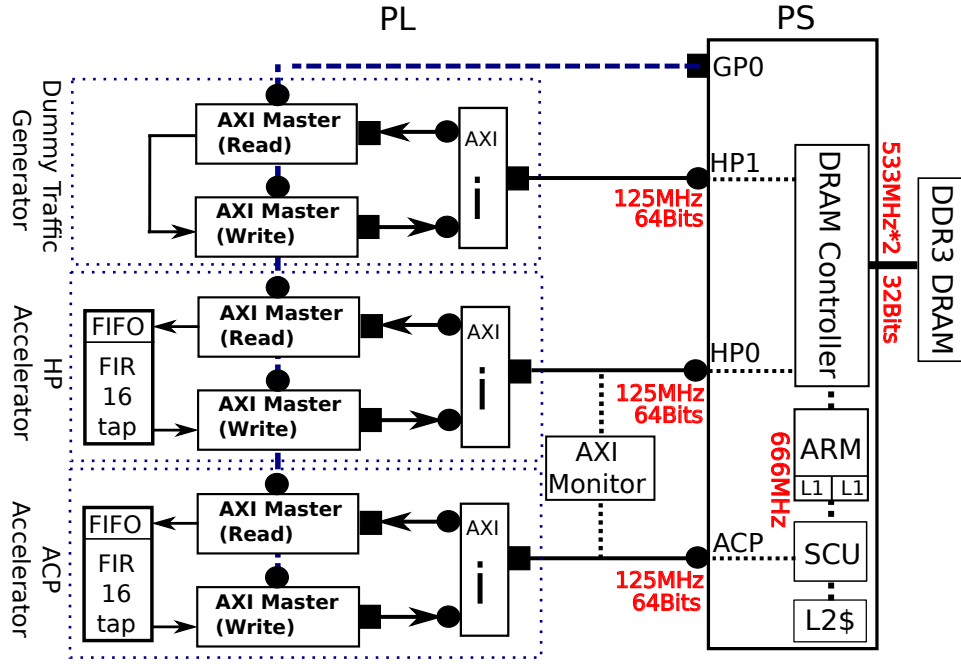 PL
PS
GP0
Dummy Traffic
Generator
AXI Master
(Read)
AXI
i
AXI Master
(Write)
HP1
125MHz
64Bits
DRAM Controller
533MHz*2
32Bits
DDR3 DRAM
HP
Accelerator
FIFO
FIR
16
tap
AXI Master
(Read)
AXI
i
AXI Master
(Write)
HP0
125MHz
64Bits
AXI
Monitor
666MHz
ARM
L1
L1
ACP
Accelerator
FIFO
FIR
16
tap
AXI Master
(Read)
AXI
i
AXI Master
(Write)
ACP
125MHz
64Bits
SCU
L2$